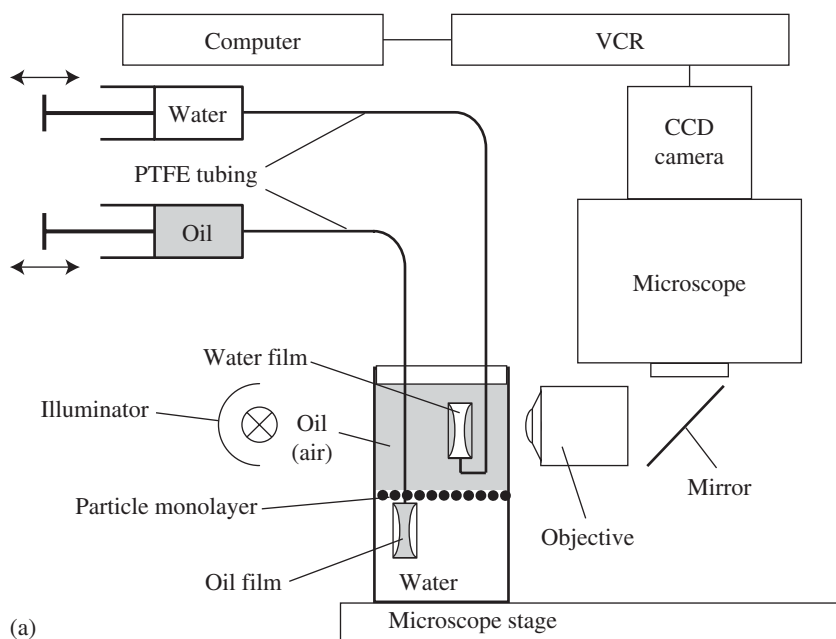 Computer
VCR
Water
CCD
camera
PTFE tubing
Oil
Microscope
Water film
Illuminator
Oil
(air)
Mirror
Particle monolayer
Objective
Oil film
Water
(a)
Microscope stage